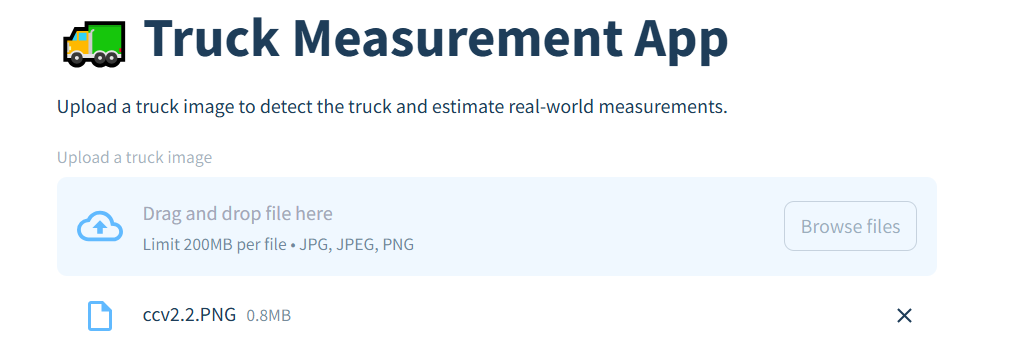 Truck Measurement App
Upload a truck image to detect the truck and estimate real-world measurements.
Upload a truck image
Drag and drop file here
Limit 200MB per file • JPG, JPEG, PNG
Browse files
ccv2.2.PNG 0.8MB